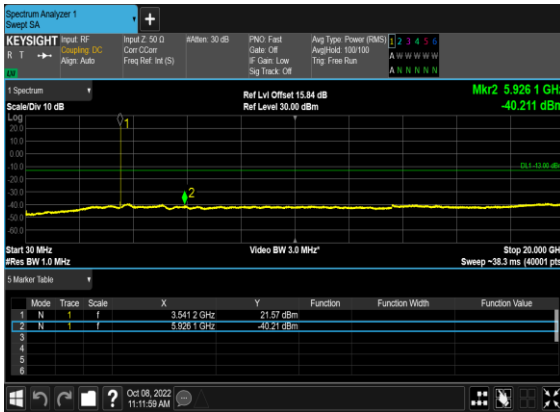 Spectrum Analyzer 1
Swept SA
+
KEYSIGHT Input: RF Input Z: 50 Ω #Atten: 30 dB PNO: Fast Avg Type: Power (RMS) 1 2 3 4 5 6
R T Coupling: DC Corr CCorr Gate: Off Avg|Hold: 100/100 A W W W W W
Align: Auto Freq Ref: Int (S) IF Gain: Low Trig: Free Run
Sig Track: Off A N N N N N
1 Spectrum Ref Lvl Offset 15.84 dB Mkr2 5.926 1 GHz
Scale/Div 10 dB Ref Level 30.00 dBm -40.211 dBm
Log
20.0
10.0
0.00
-10.0
-20.0
-30.0
-40.0
-50.0
-60.0
1
2
DL1 -13.00 dBm
Start 30 MHz Video BW 3.0 MHz* Stop 20.000 GHz
#Res BW 1.0 MHz Sweep ~38.3 ms (40001 pts)
5 Marker Table
Mode Trace Scale X Y Function Function Width Function Value
1 N 1 f 3.541 2 GHz 21.57 dBm
2 N 1 f 5.926 1 GHz -40.21 dBm
3
4
5
6
? Oct 08, 2022
11:11:59 AM